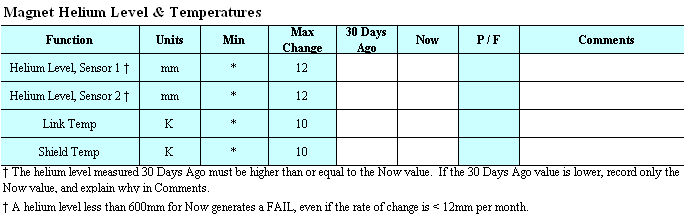 Magnet Helium Level & Temperatures
Function Units Min Max Change 30 Days Ago Now P / F Comments
Helium Level, Sensor 1 † mm * 12
Helium Level, Sensor 2 † mm * 12
Link Temp K * 10
Shield Temp K * 10
† The helium level measured 30 Days Ago must be higher than or equal to the Now value. If the 30 Days Ago value is lower, record only the
Now value, and explain why in Comments.
† A helium level less than 600mm for Now generates a FAIL, even if the rate of change is < 12mm per month.